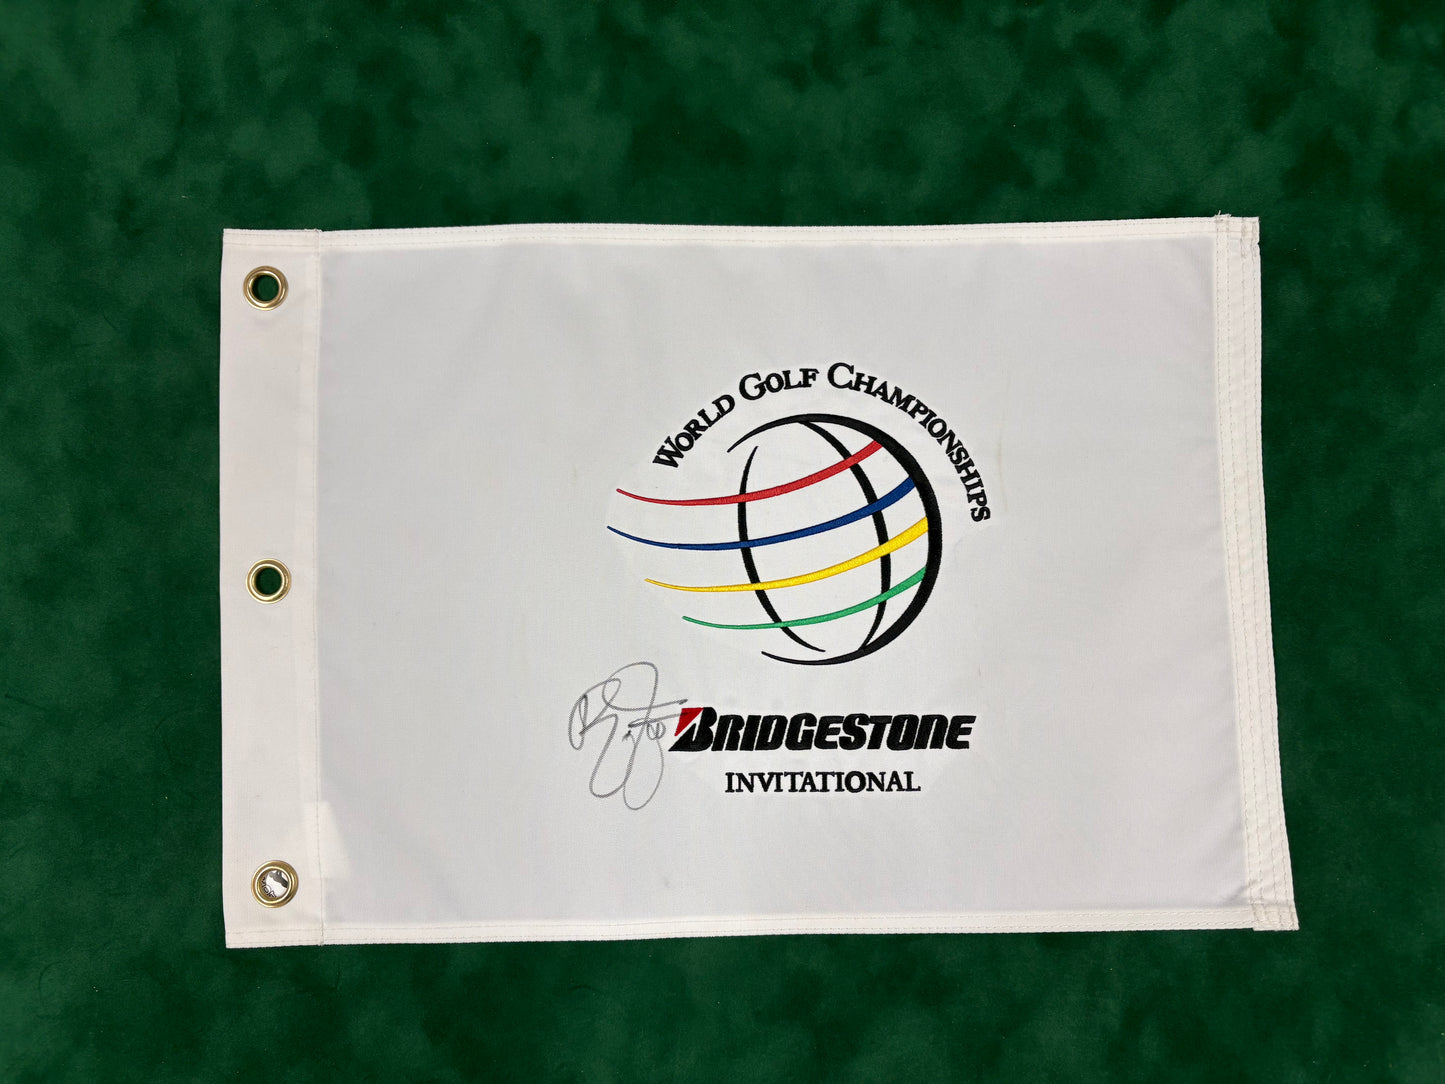 WORLD GOLF CHAMPIONSHIPS
BRIDGESTONE
INVITATIONAL